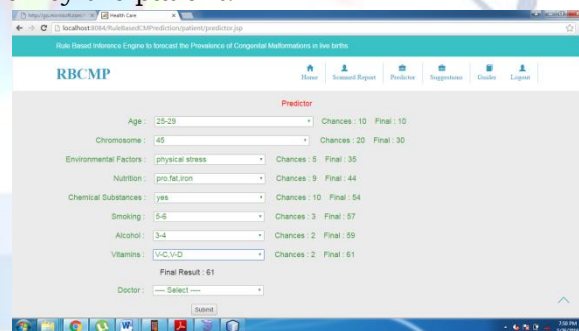 Health Care
localhost:8084/RuleBasedCMPrediction/patient/predictor.jsp
Rule Based Inference Engine to forecast the Prevalence of Congenital Malformations in live births
RBCMP
Home Scanned Report Predictor Suggestions Guider Logout
Predictor
Age : 25-29 Chances : 10 Final : 10
Chromosome : 45 Chances : 20 Final : 30
Environmental Factors : physical stress Chances : 5 Final : 35
Nutrition : pro,fat,iron Chances : 9 Final : 44
Chemical Substances : yes Chances : 10 Final : 54
Smoking : 5-6 Chances : 3 Final : 57
Alcohol : 3-4 Chances : 2 Final : 59
Vitamins : V-C,V-D Chances : 2 Final : 61
Final Result : 61
Doctor : ---- Select ----
Submit
7:50 PM